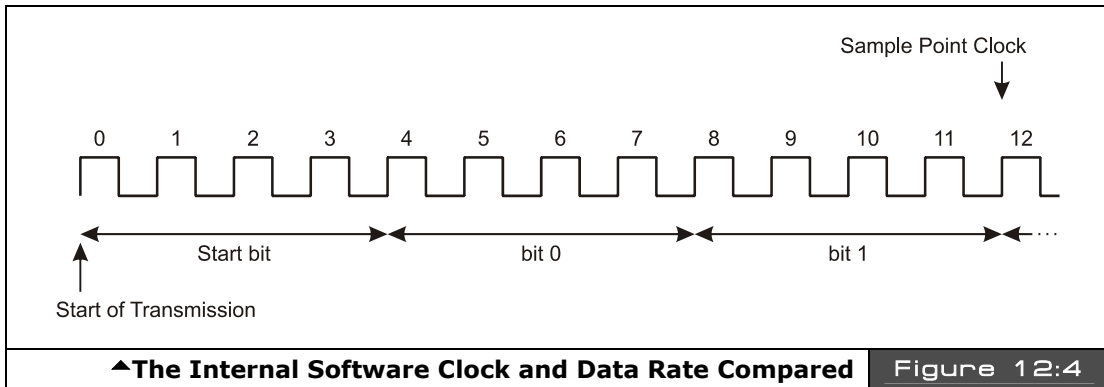 Sample Point Clock
0 1 2 3 4 5 6 7 8 9 10 11 12
Start bit bit 0 bit 1
Start of Transmission
The Internal Software Clock and Data Rate Compared Figure 12:4